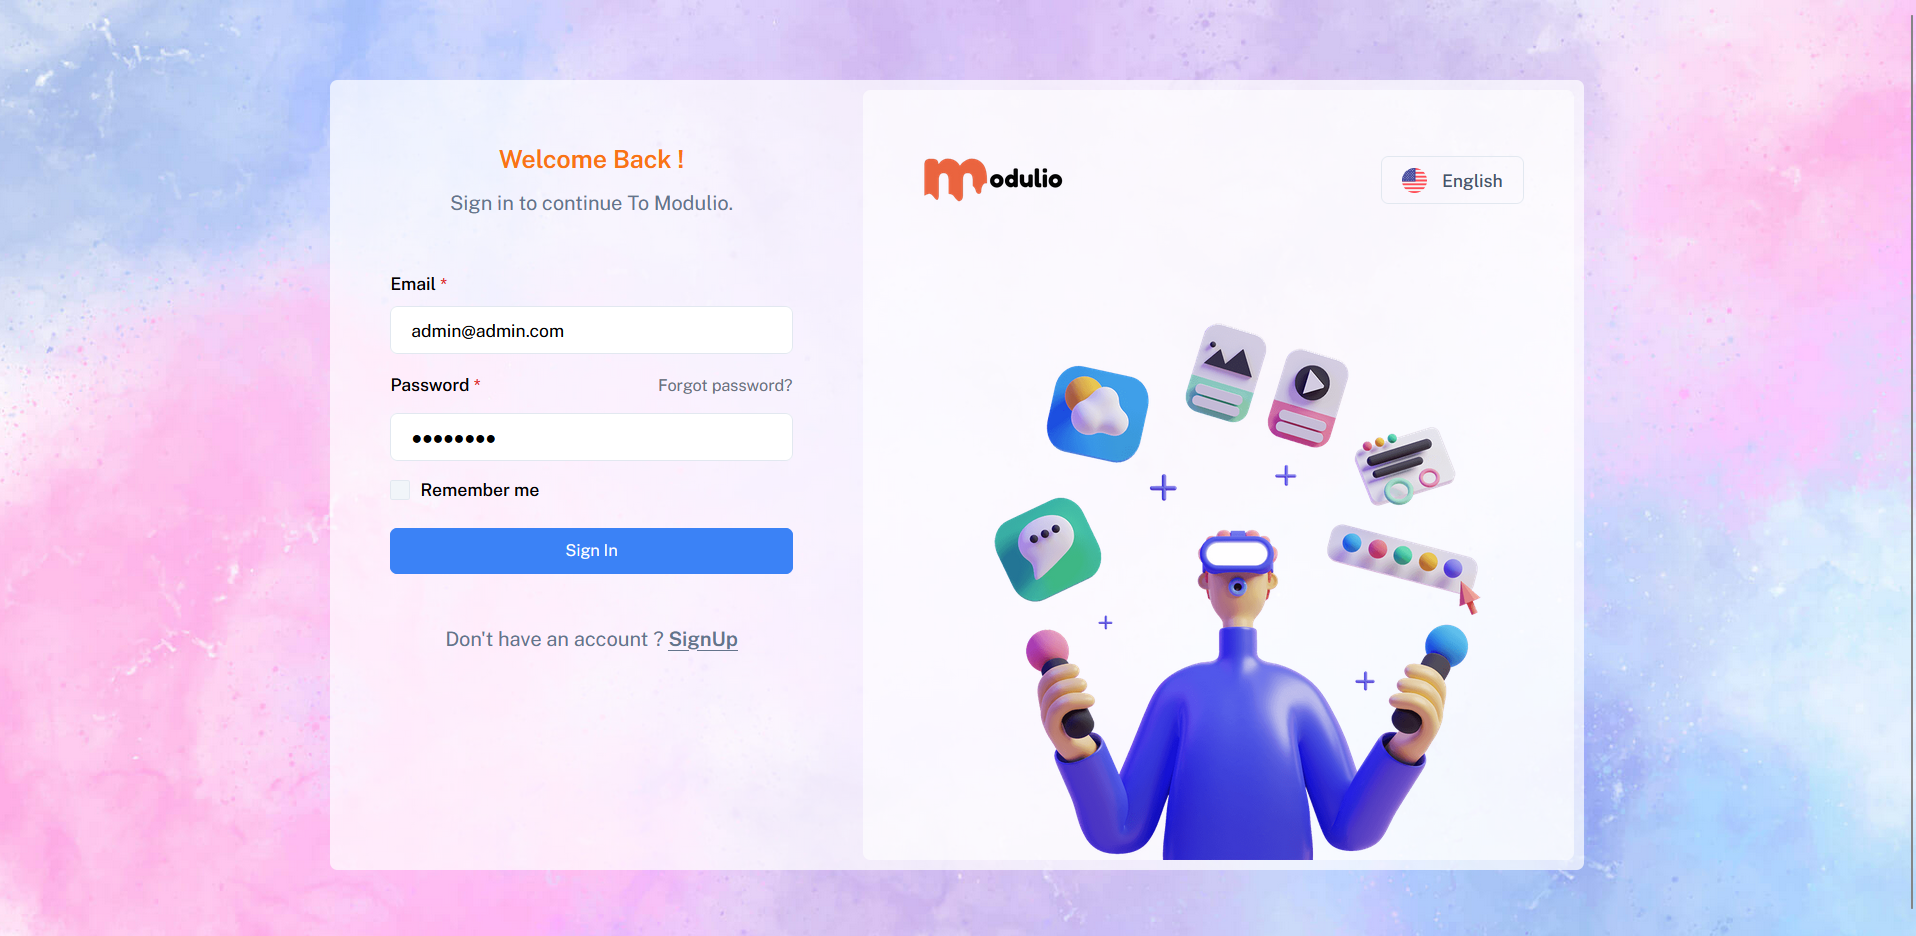 Welcome Back !
Sign in to continue To Modulio.
Email *
admin@admin.com
Password *
Forgot password?
••••••••
Remember me
Sign In
Don't have an account ? SignUp
modulio
English